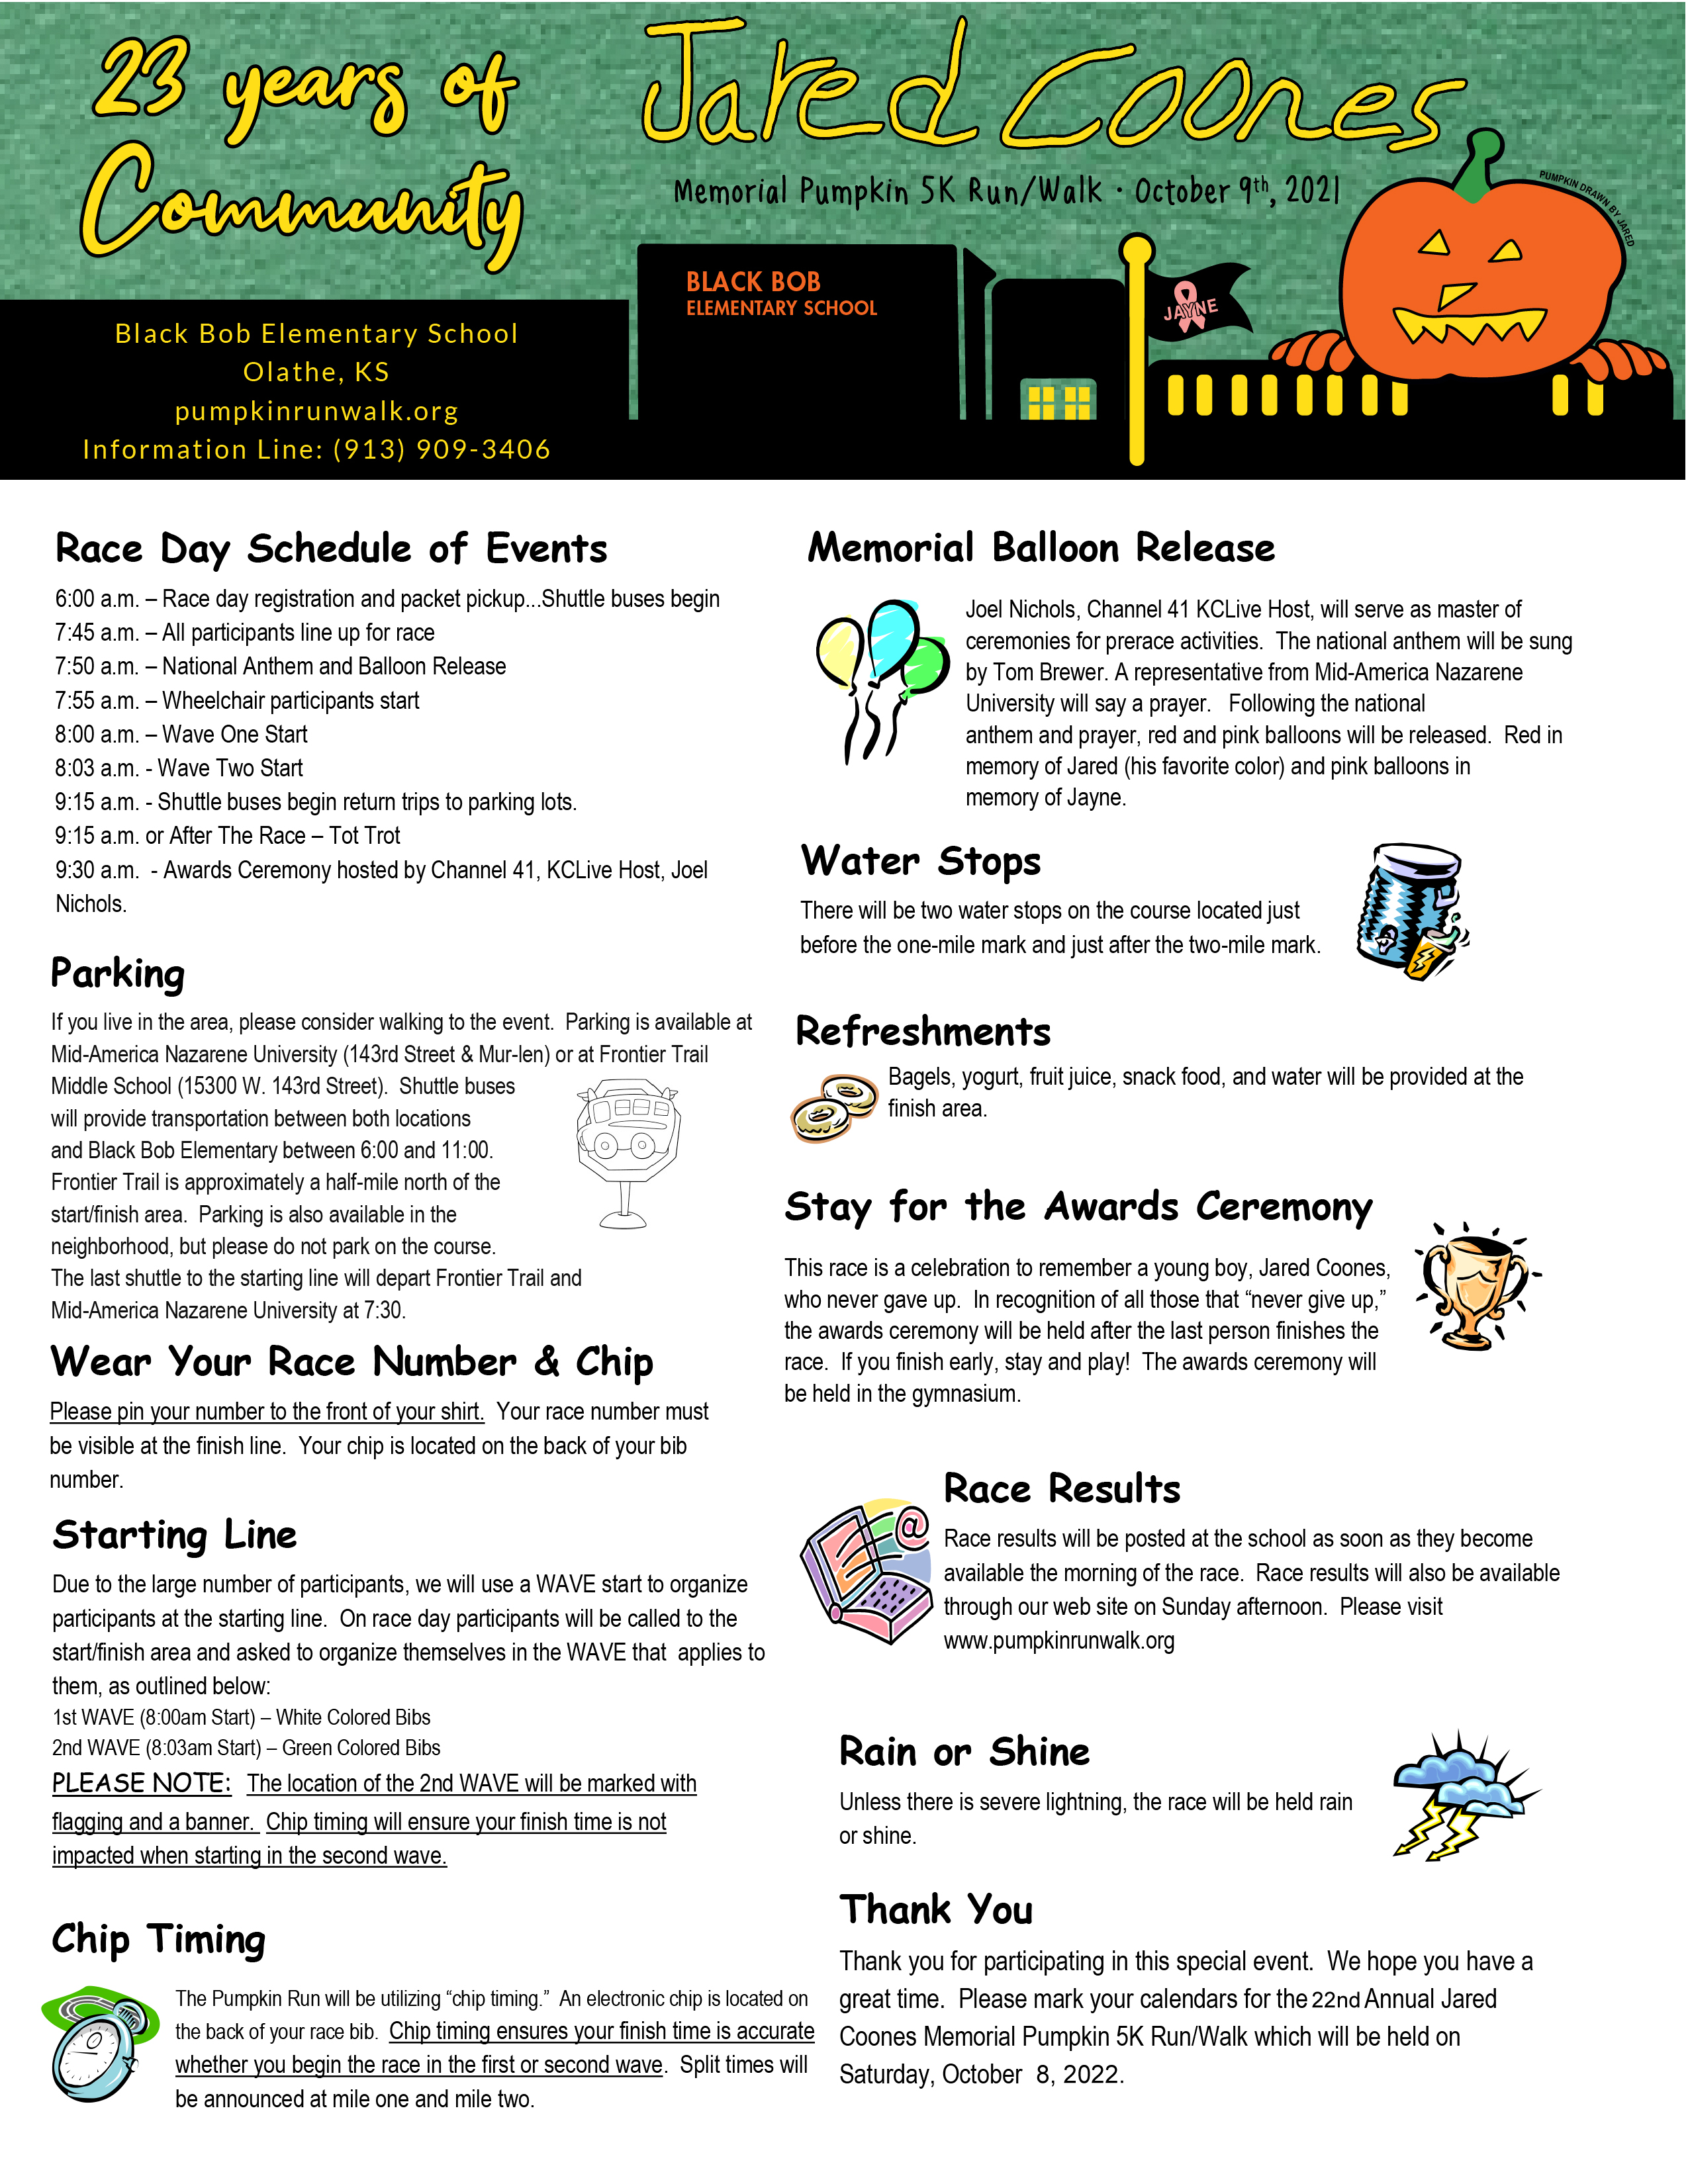 23 years of
Community
Jared Coones
Memorial Pumpkin 5K Run/Walk · October 9th, 2021
PUMPKIN DRAWN BY JARED
BLACK BOB
ELEMENTARY SCHOOL
JAYNE
Black Bob Elementary School
Olathe, KS
pumpkinrunwalk.org
Information Line: (913) 909-3406
Race Day Schedule of Events
6:00 a.m. – Race day registration and packet pickup...Shuttle buses begin
7:45 a.m. – All participants line up for race
7:50 a.m. – National Anthem and Balloon Release
7:55 a.m. – Wheelchair participants start
8:00 a.m. – Wave One Start
8:03 a.m. - Wave Two Start
9:15 a.m. - Shuttle buses begin return trips to parking lots.
9:15 a.m. or After The Race – Tot Trot
9:30 a.m.  - Awards Ceremony hosted by Channel 41, KCLive Host, Joel
Nichols.
Parking
If you live in the area, please consider walking to the event.  Parking is available at
Mid-America Nazarene University (143rd Street & Mur-len) or at Frontier Trail
Middle School (15300 W. 143rd Street).  Shuttle buses
will provide transportation between both locations
and Black Bob Elementary between 6:00 and 11:00.
Frontier Trail is approximately a half-mile north of the
start/finish area.  Parking is also available in the
neighborhood, but please do not park on the course.
The last shuttle to the starting line will depart Frontier Trail and
Mid-America Nazarene University at 7:30.
Wear Your Race Number & Chip
Please pin your number to the front of your shirt.  Your race number must
be visible at the finish line.  Your chip is located on the back of your bib
number.
Starting Line
Due to the large number of participants, we will use a WAVE start to organize
participants at the starting line.  On race day participants will be called to the
start/finish area and asked to organize themselves in the WAVE that  applies to
them, as outlined below:
1st WAVE (8:00am Start) – White Colored Bibs
2nd WAVE (8:03am Start) – Green Colored Bibs
PLEASE NOTE:  The location of the 2nd WAVE will be marked with
flagging and a banner.  Chip timing will ensure your finish time is not
impacted when starting in the second wave.
Chip Timing
The Pumpkin Run will be utilizing “chip timing.”  An electronic chip is located on
the back of your race bib.  Chip timing ensures your finish time is accurate
whether you begin the race in the first or second wave.  Split times will
be announced at mile one and mile two.
Memorial Balloon Release
Joel Nichols, Channel 41 KCLive Host, will serve as master of
ceremonies for prerace activities.  The national anthem will be sung
by Tom Brewer. A representative from Mid-America Nazarene
University will say a prayer.   Following the national
anthem and prayer, red and pink balloons will be released.  Red in
memory of Jared (his favorite color) and pink balloons in
memory of Jayne.
Water Stops
There will be two water stops on the course located just
before the one-mile mark and just after the two-mile mark.
Refreshments
Bagels, yogurt, fruit juice, snack food, and water will be provided at the
finish area.
Stay for the Awards Ceremony
This race is a celebration to remember a young boy, Jared Coones,
who never gave up.  In recognition of all those that “never give up,”
the awards ceremony will be held after the last person finishes the
race.  If you finish early, stay and play!  The awards ceremony will
be held in the gymnasium.
Race Results
Race results will be posted at the school as soon as they become
available the morning of the race.  Race results will also be available
through our web site on Sunday afternoon.  Please visit
www.pumpkinrunwalk.org
Rain or Shine
Unless there is severe lightning, the race will be held rain
or shine.
Thank You
Thank you for participating in this special event.  We hope you have a
great time.  Please mark your calendars for the 22nd Annual Jared
Coones Memorial Pumpkin 5K Run/Walk which will be held on
Saturday, October  8, 2022.